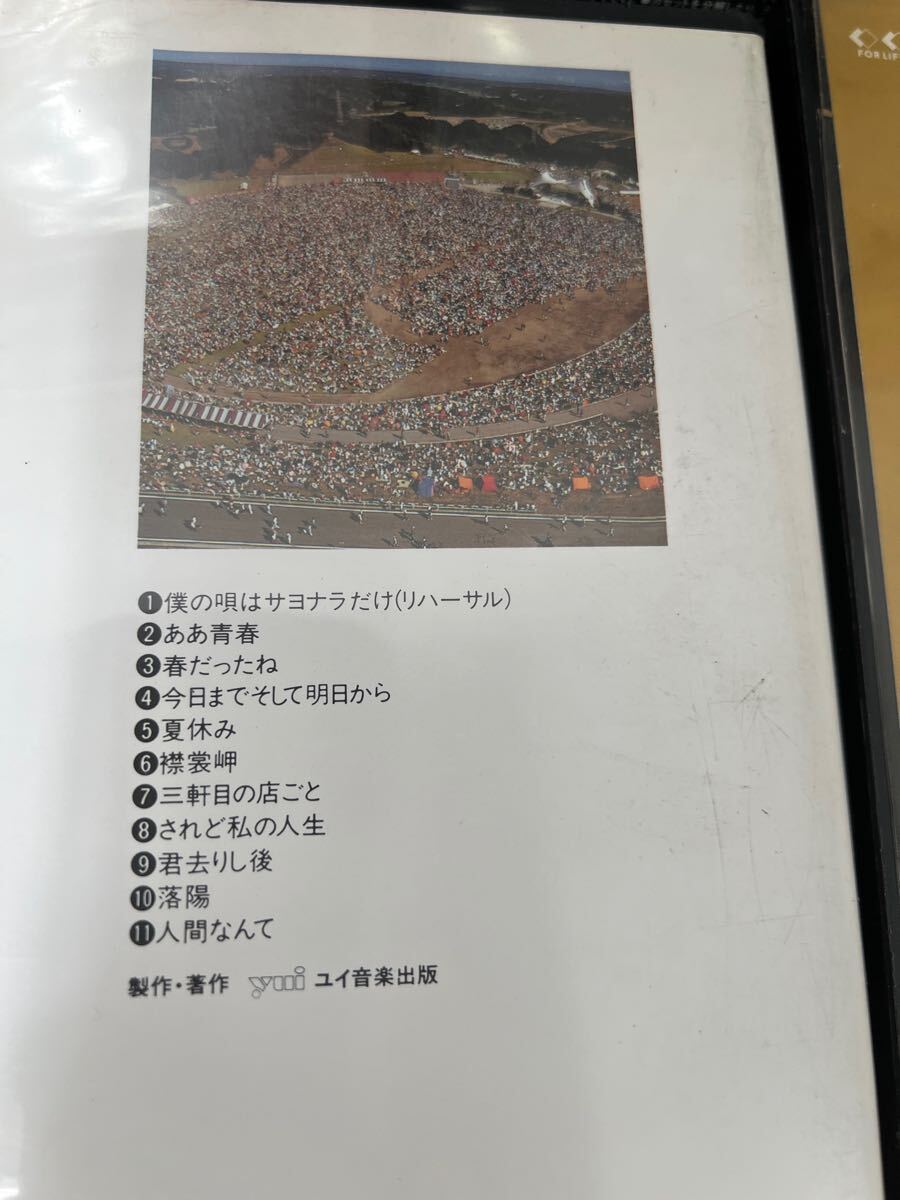 FOR LIF
❶僕の唄はサヨナラだけ(リハーサル)
❷ああ青春
❸春だったね
❹今日までそして明日から
❺夏休み
❻襟裳岬
❼三軒目の店ごと
❽されど私の人生
❾君去りし後
❿落陽
⓫人間なんて
製作・著作 yui ユイ音楽出版